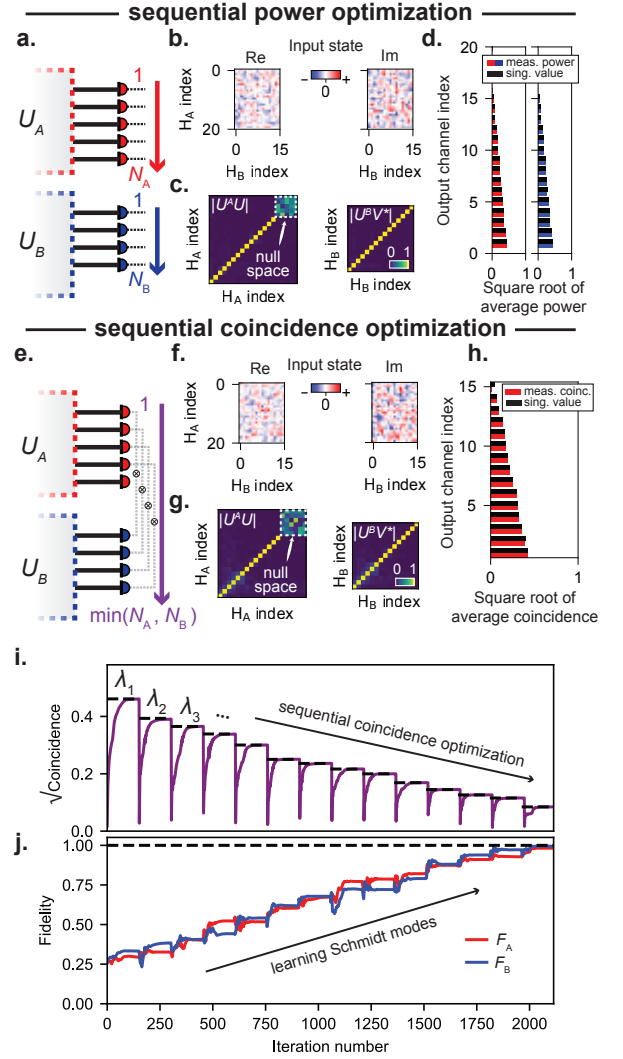 sequential power optimization
a.
U_A
1
N_A
U_B
1
N_B
b.
Input state
Re
Im
− 0 +
H_A index
0
20
0 15
0 15
H_B index
H_B index
c.
|U^A U|
null
space
H_A index
H_A index
|U^B V*|
0 1
H_B index
H_B index
d.
meas. power
sing. value
Output channel index
20
15
10
5
0
0 1
0 1
Square root of
average power
sequential coincidence optimization
e.
U_A
1
U_B
min(N_A, N_B)
f.
Input state
Re
Im
− 0 +
H_A index
0
20
0 15
0 15
H_B index
H_B index
g.
|U^A U|
null
space
H_A index
H_A index
|U^B V*|
0 1
H_B index
H_B index
h.
meas. coinc.
sing. value
Output channel index
15
10
5
0 1
Square root of
average coincidence
i.
λ_1
λ_2
λ_3
...
sequential coincidence optimization
√Coincidence
0.4
0.2
0.0
j.
Fidelity
1.00
0.75
0.50
0.25
0.00
learning Schmidt modes
F_A
F_B
0 250 500 750 1000 1250 1500 1750 2000
Iteration number